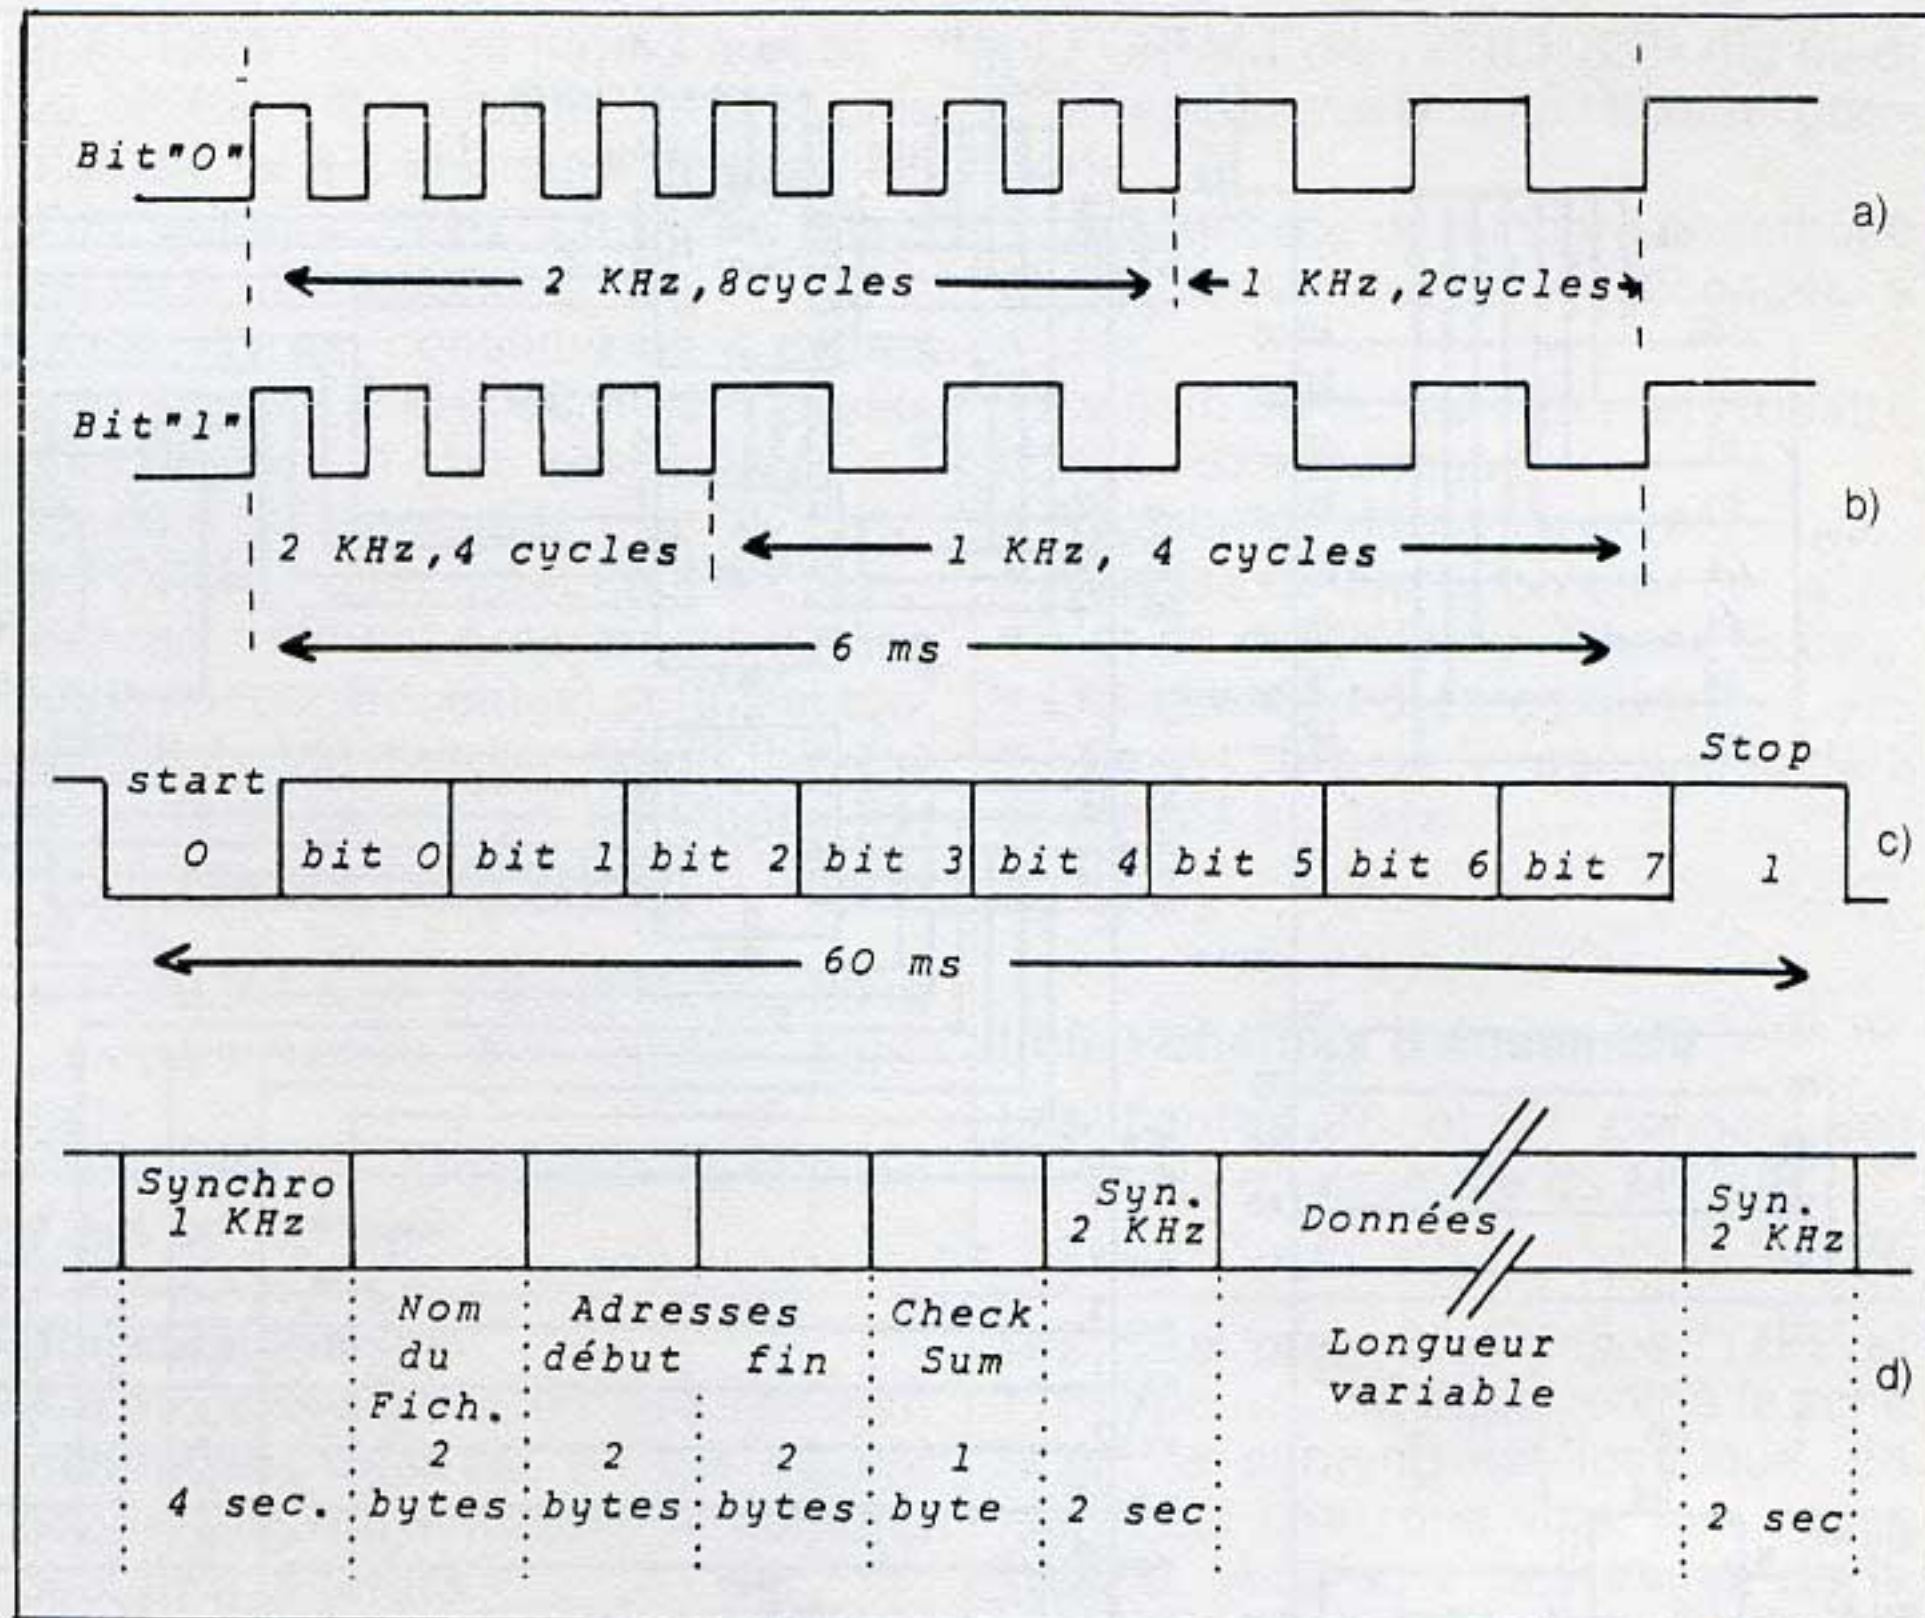 Bit"0"
a)
2 KHz,8cycles
1 KHz,2cycles
Bit"1"
b)
2 KHz,4 cycles
1 KHz, 4 cycles
6 ms
Stop
start
0 bit 0 bit 1 bit 2 bit 3 bit 4 bit 5 bit 6 bit 7 1
c)
60 ms
Synchro
1 KHz
Syn.
2 KHz
Données
Syn.
2 KHz
Nom
du
Fich.
2
bytes
Adresses
début fin
2 2
bytes bytes
Check
Sum
1
byte
Longueur
variable
d)
4 sec.
2 sec
2 sec